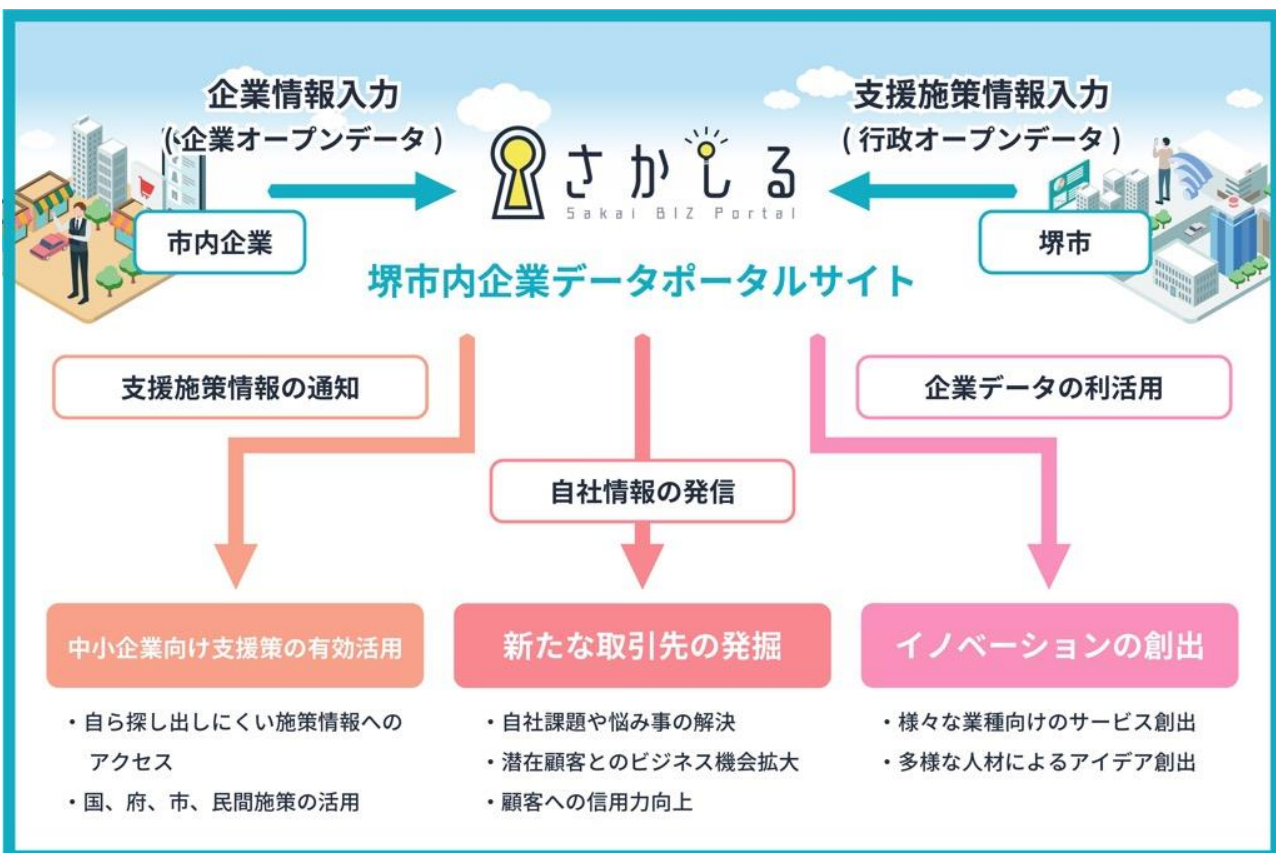 企業情報入力
(企業オープンデータ)
支援施策情報入力
(行政オープンデータ)
さかしる
Sakai BIZ Portal
市内企業
堺市
堺市内企業データポータルサイト
支援施策情報の通知
企業データの利活用
自社情報の発信
中小企業向け支援策の有効活用
新たな取引先の発掘
イノベーションの創出
・自ら探し出しにくい施策情報への
アクセス
・国、府、市、民間施策の活用
・自社課題や悩み事の解決
・潜在顧客とのビジネス機会拡大
・顧客への信用力向上
・様々な業種向けのサービス創出
・多様な人材によるアイデア創出